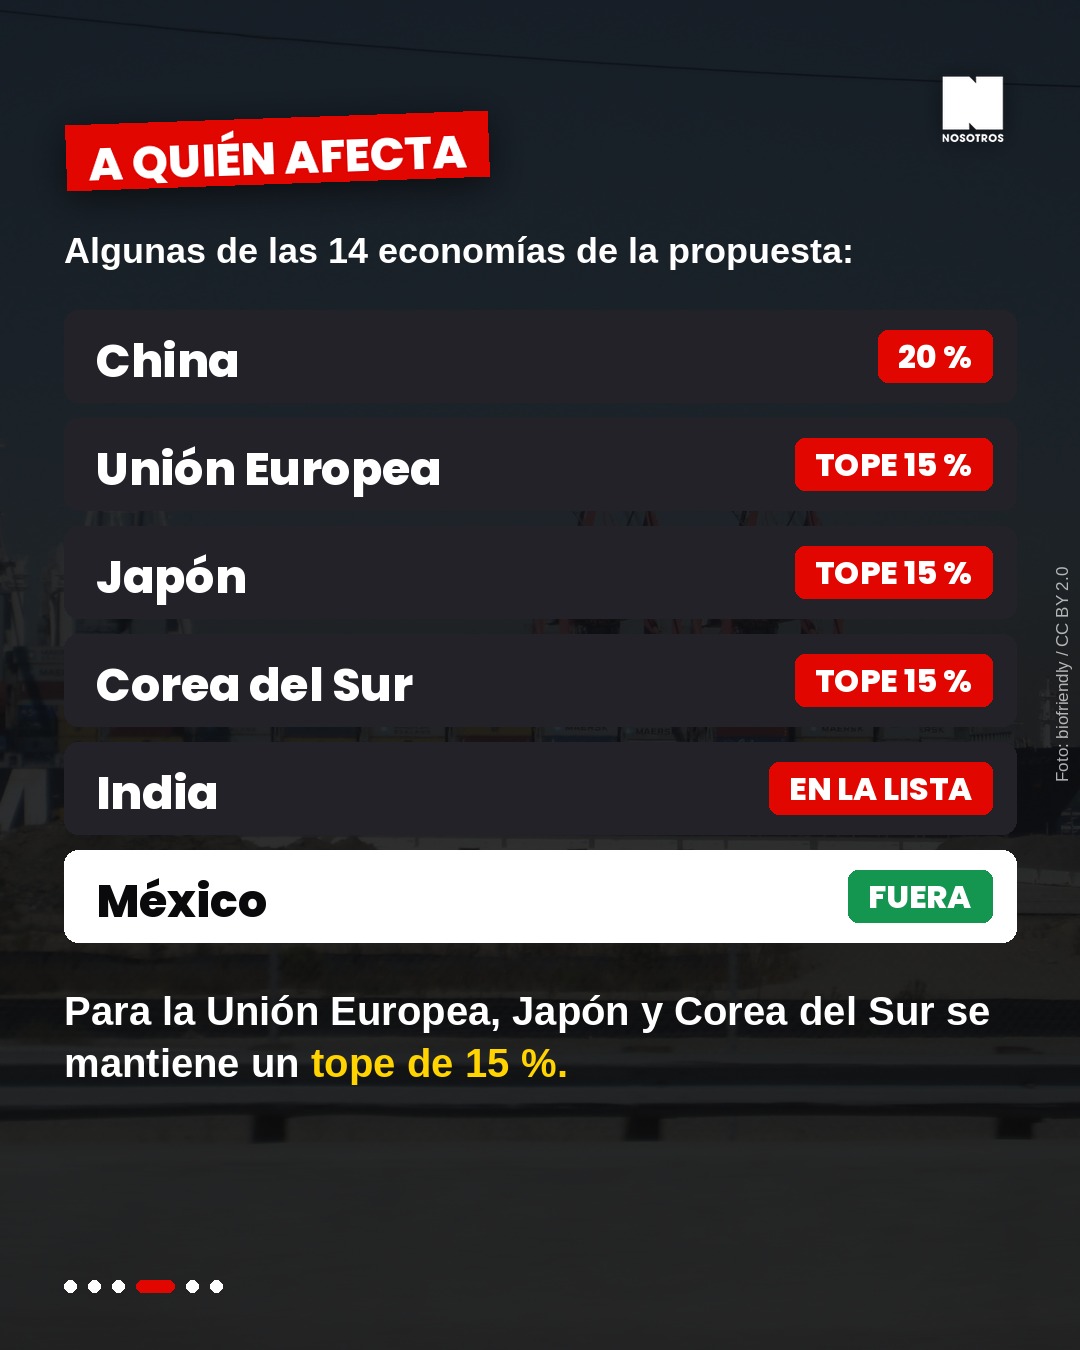 NOSOTROS
A QUIÉN AFECTA
Algunas de las 14 economías de la propuesta:
China 20 %
Unión Europea TOPE 15 %
Japón TOPE 15 %
Corea del Sur TOPE 15 %
India EN LA LISTA
México FUERA
Para la Unión Europea, Japón y Corea del Sur se
mantiene un tope de 15 %.
Foto: biofriendly / CC BY 2.0